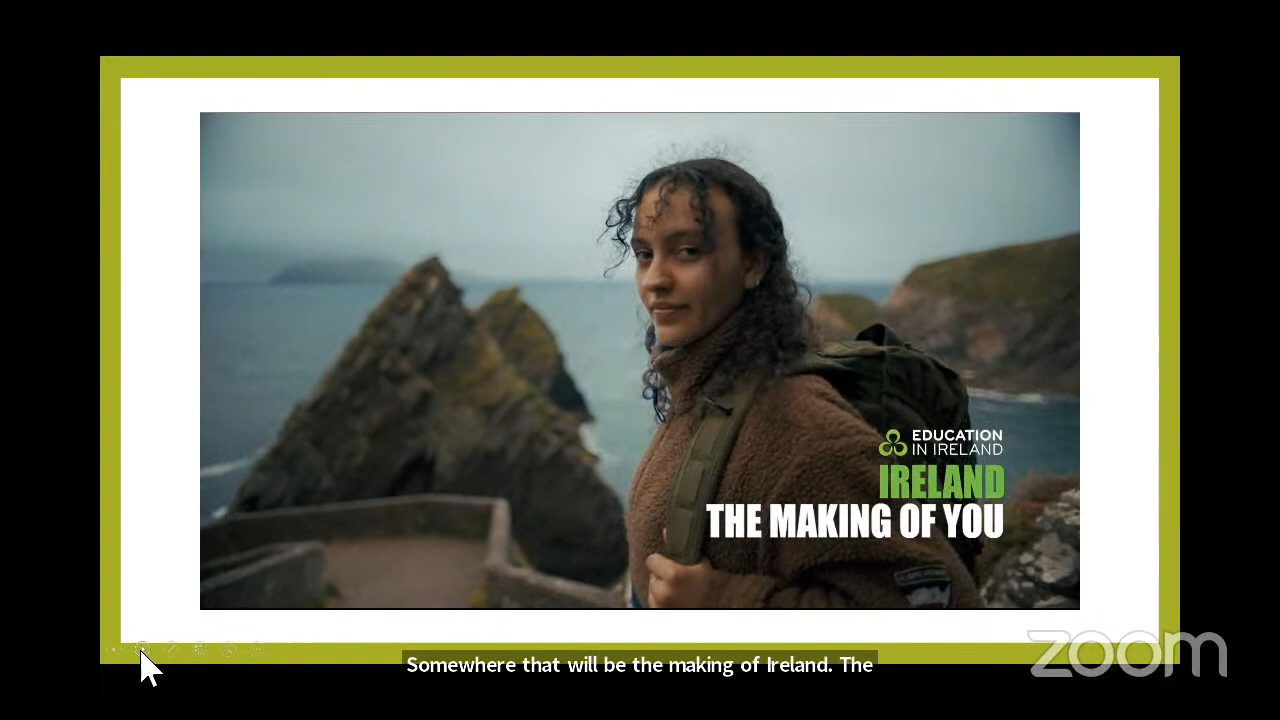 EDUCATION
IN IRELAND
IRELAND
THE MAKING OF YOU
Somewhere that will be the making of Ireland. The
zoom